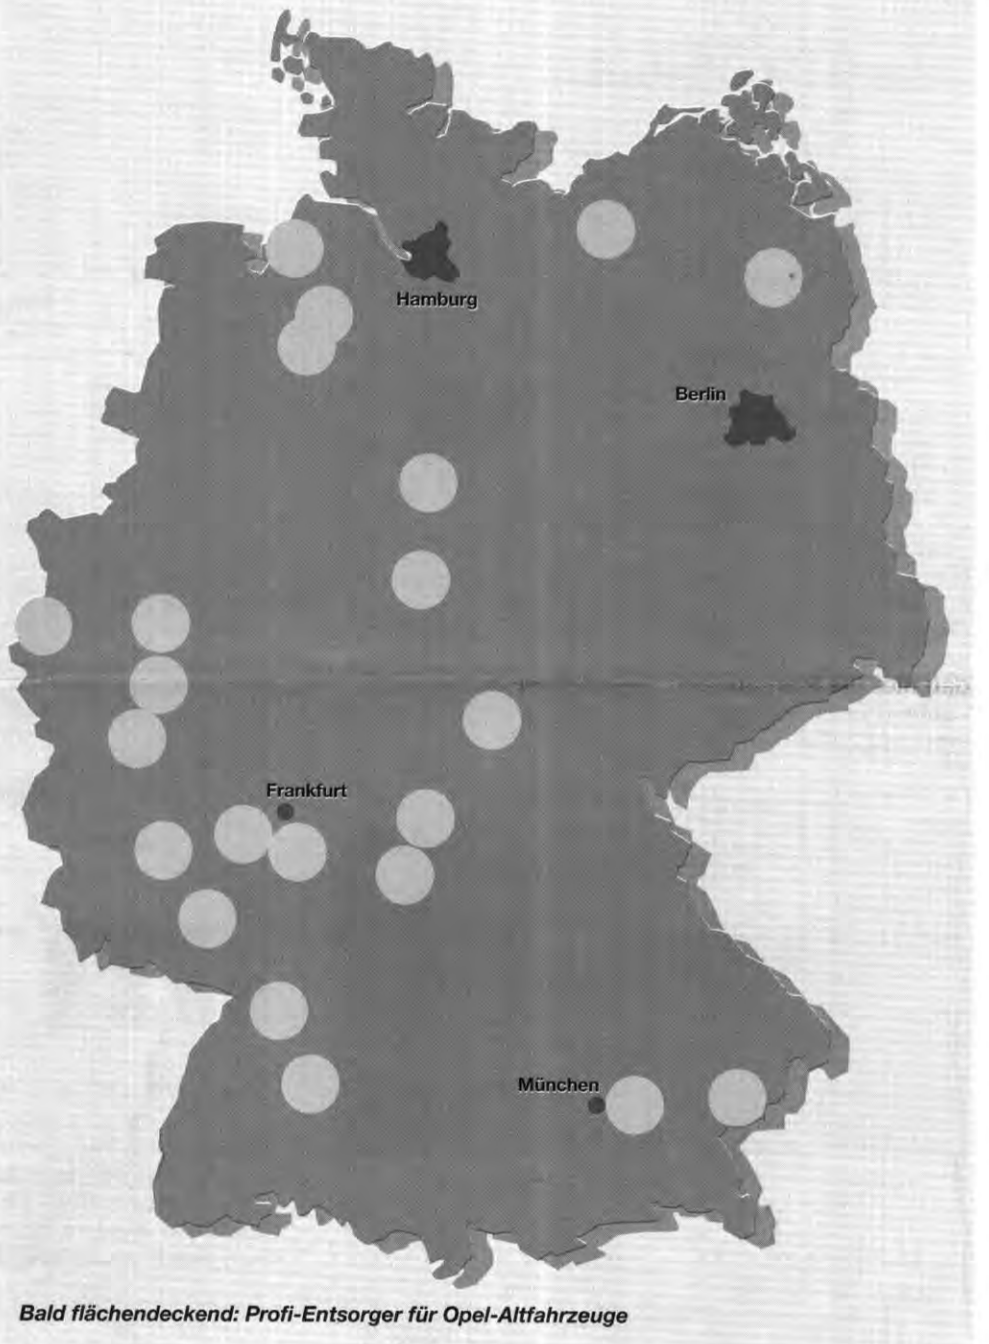 Hamburg
Berlin
Frankfurt
München
Bald flächendeckend: Profi-Entsorger für Opel-Altfahrzeuge